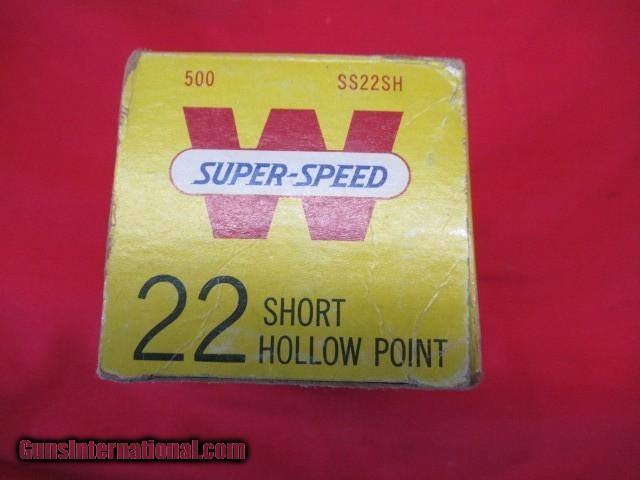 500 SS22SH
W
SUPER-SPEED
22 SHORT
HOLLOW POINT
GunsInternational.com